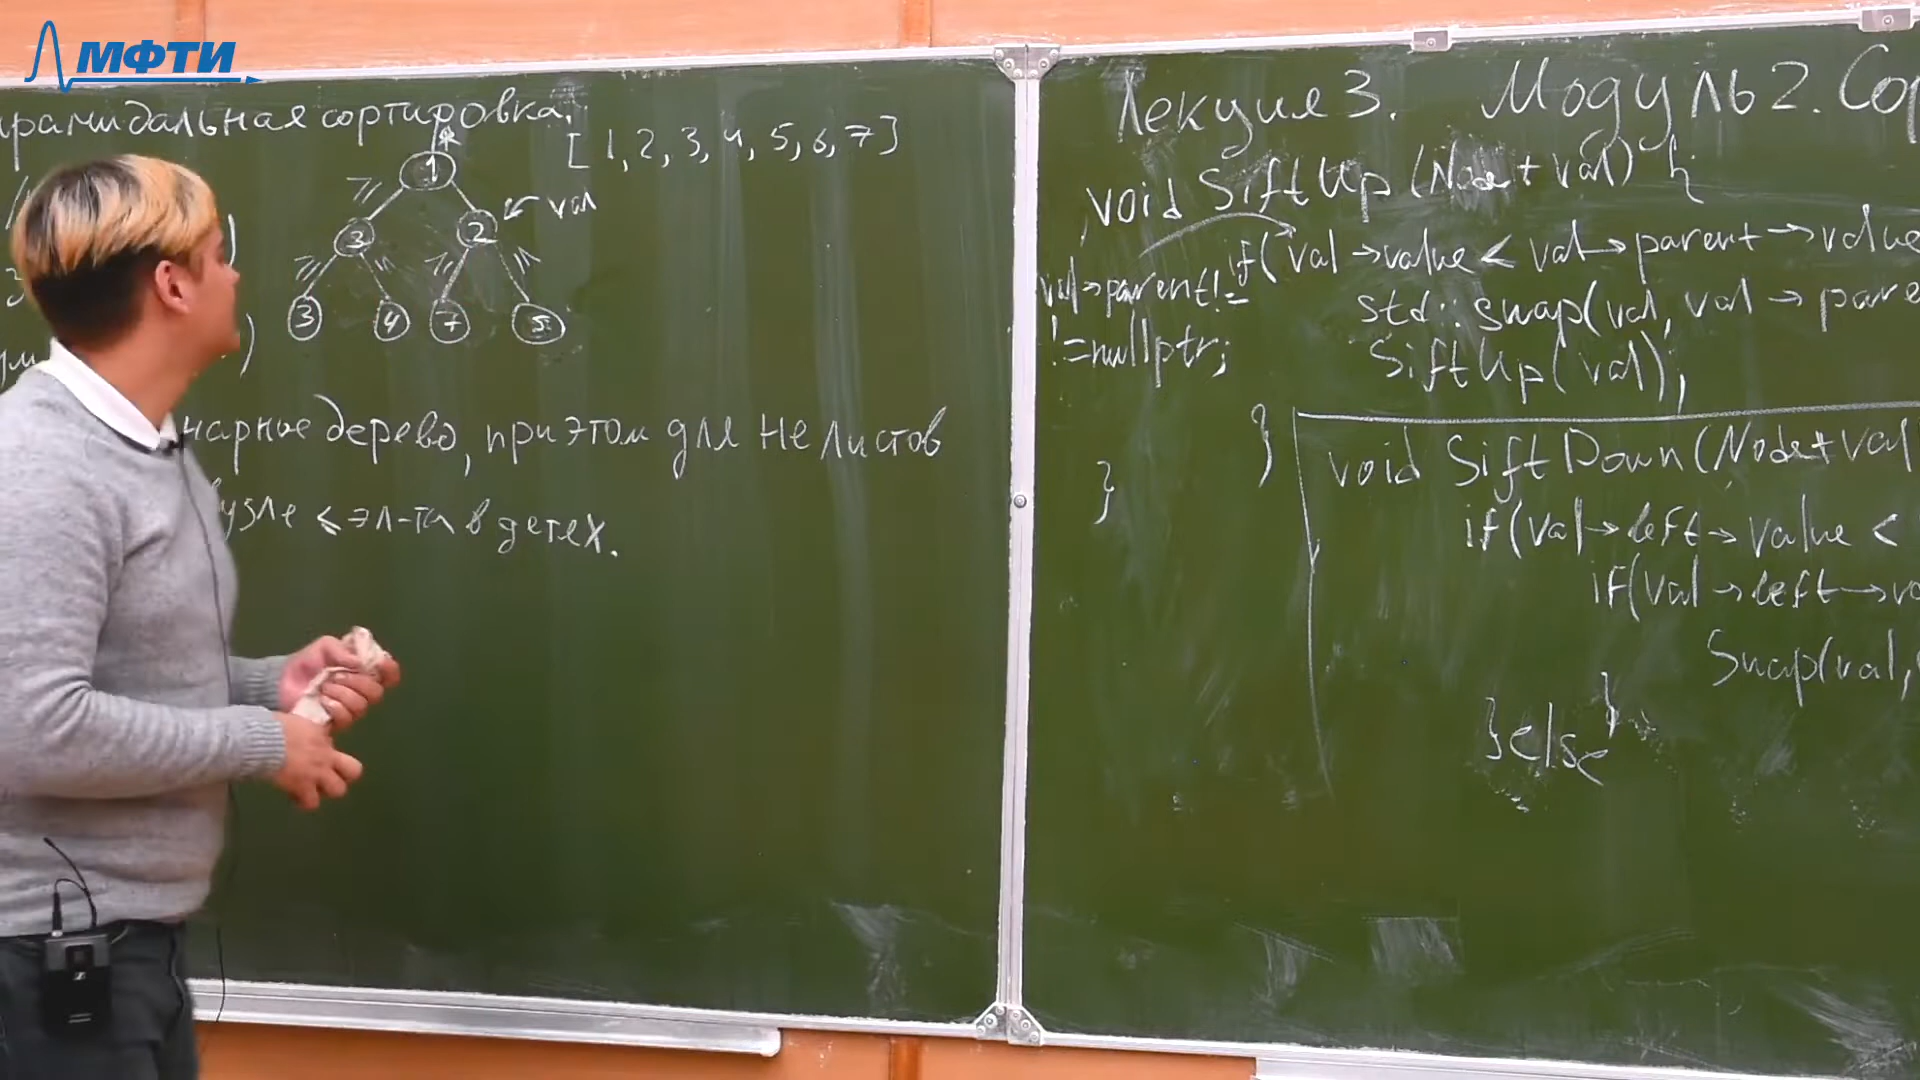 МФТИ
ирамидальная сортировка.
[1, 2, 3, 4, 5, 6, 7]
1
3 2 ← val
3 4 7 5
нарное дерево, при этом для не листов
в узле ≤ эл-та в детех.
Лекция 3. Модуль 2. Сор
void SiftUp (Node* val) {
if (val→value < val→parent→value
val→parent !=
!= nullptr;
std::swap(val, val→pare
SiftUp(val);
}
}
void SiftDown(Node* val
if(val→left→value <
if(val→left→va
Swap(val,
}
}else